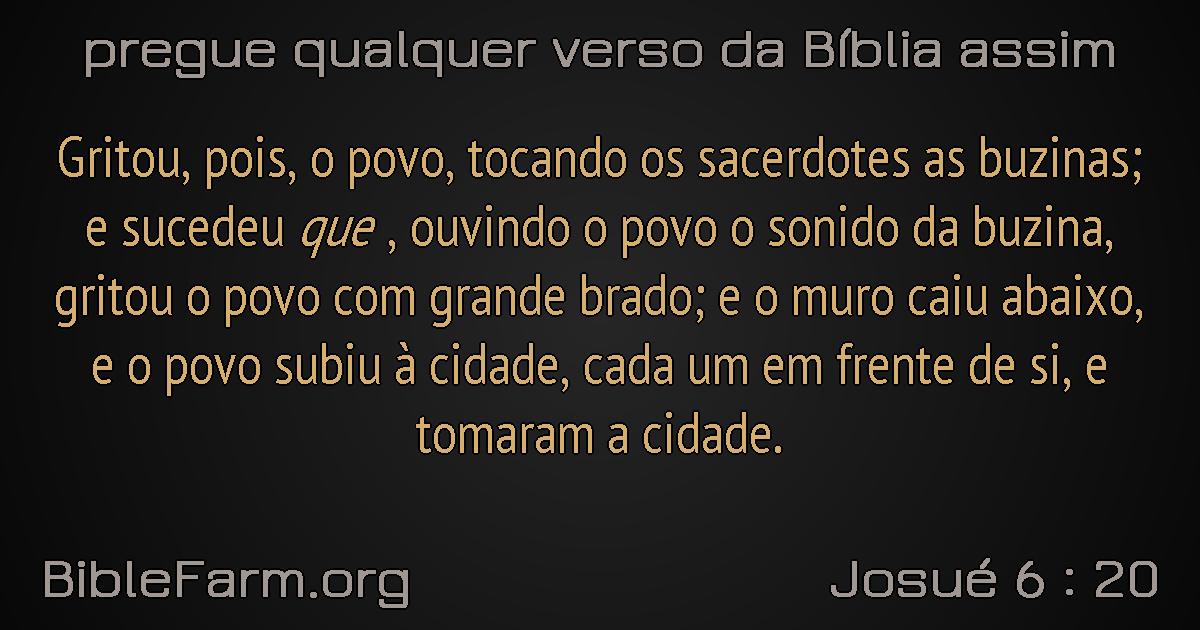 pregue qualquer verso da Bíblia assim
Gritou, pois, o povo, tocando os sacerdotes as buzinas;
e sucedeu que , ouvindo o povo o sonido da buzina,
gritou o povo com grande brado; e o muro caiu abaixo,
e o povo subiu à cidade, cada um em frente de si, e
tomaram a cidade.
BibleFarm.org
Josué 6 : 20